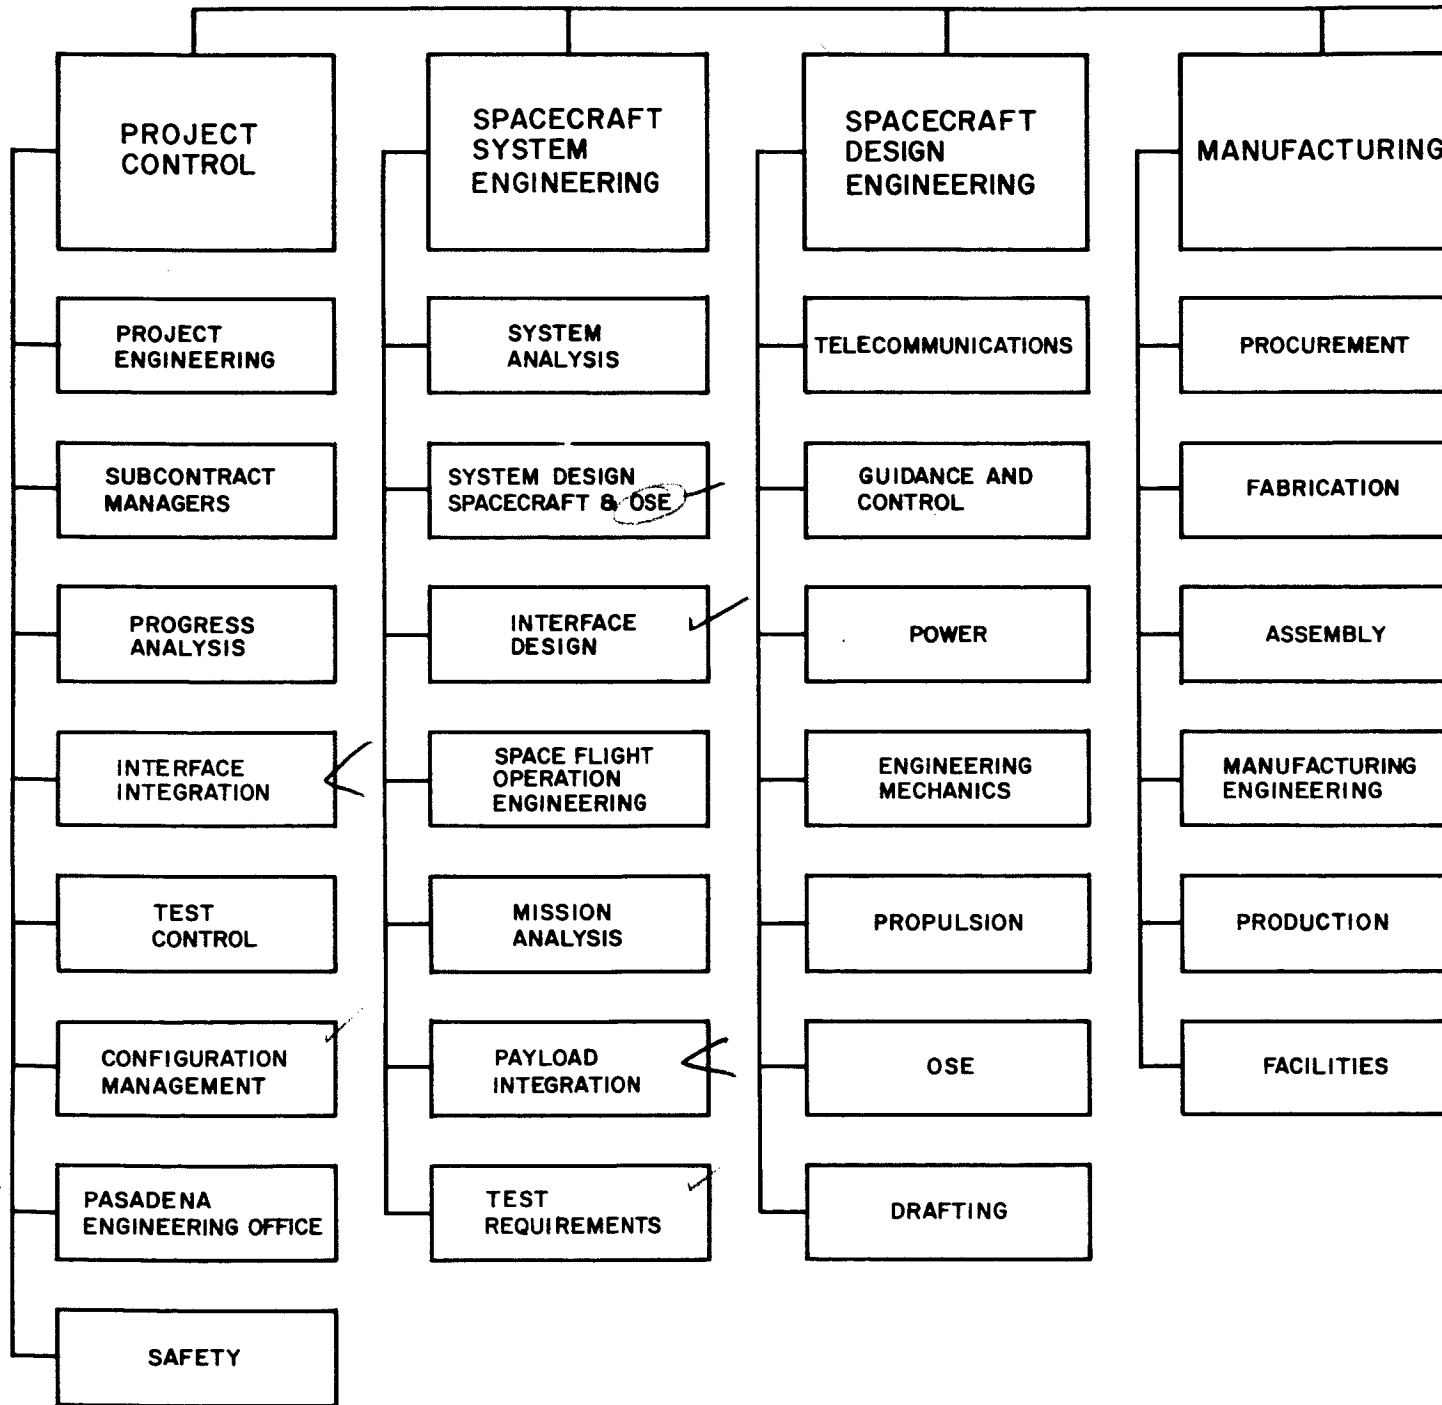 PROJECT
CONTROL
PROJECT
ENGINEERING
SUBCONTRACT
MANAGERS
PROGRESS
ANALYSIS
INTERFACE
INTEGRATION
TEST
CONTROL
CONFIGURATION
MANAGEMENT
PASADENA
ENGINEERING OFFICE
SAFETY
SPACECRAFT
SYSTEM
ENGINEERING
SYSTEM
ANALYSIS
SYSTEM DESIGN
SPACECRAFT & OSE
INTERFACE
DESIGN
SPACE FLIGHT
OPERATION
ENGINEERING
MISSION
ANALYSIS
PAYLOAD
INTEGRATION
TEST
REQUIREMENTS
SPACECRAFT
DESIGN
ENGINEERING
TELECOMMUNICATIONS
GUIDANCE AND
CONTROL
POWER
ENGINEERING
MECHANICS
PROPULSION
OSE
DRAFTING
MANUFACTURING
PROCUREMENT
FABRICATION
ASSEMBLY
MANUFACTURING
ENGINEERING
PRODUCTION
FACILITIES